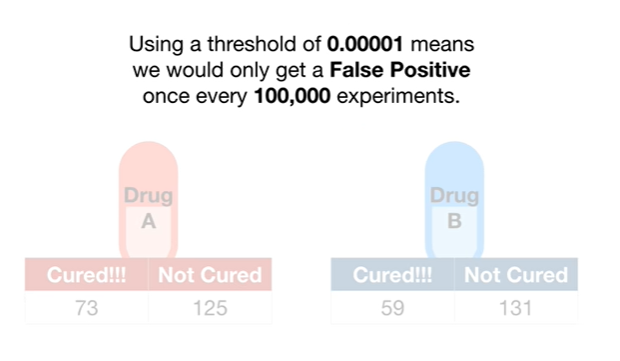 Using a threshold of 0.00001 means
we would only get a False Positive
once every 100,000 experiments.
Drug
A
Drug
B
Cured!!! Not Cured
73 125
Cured!!! Not Cured
59 131